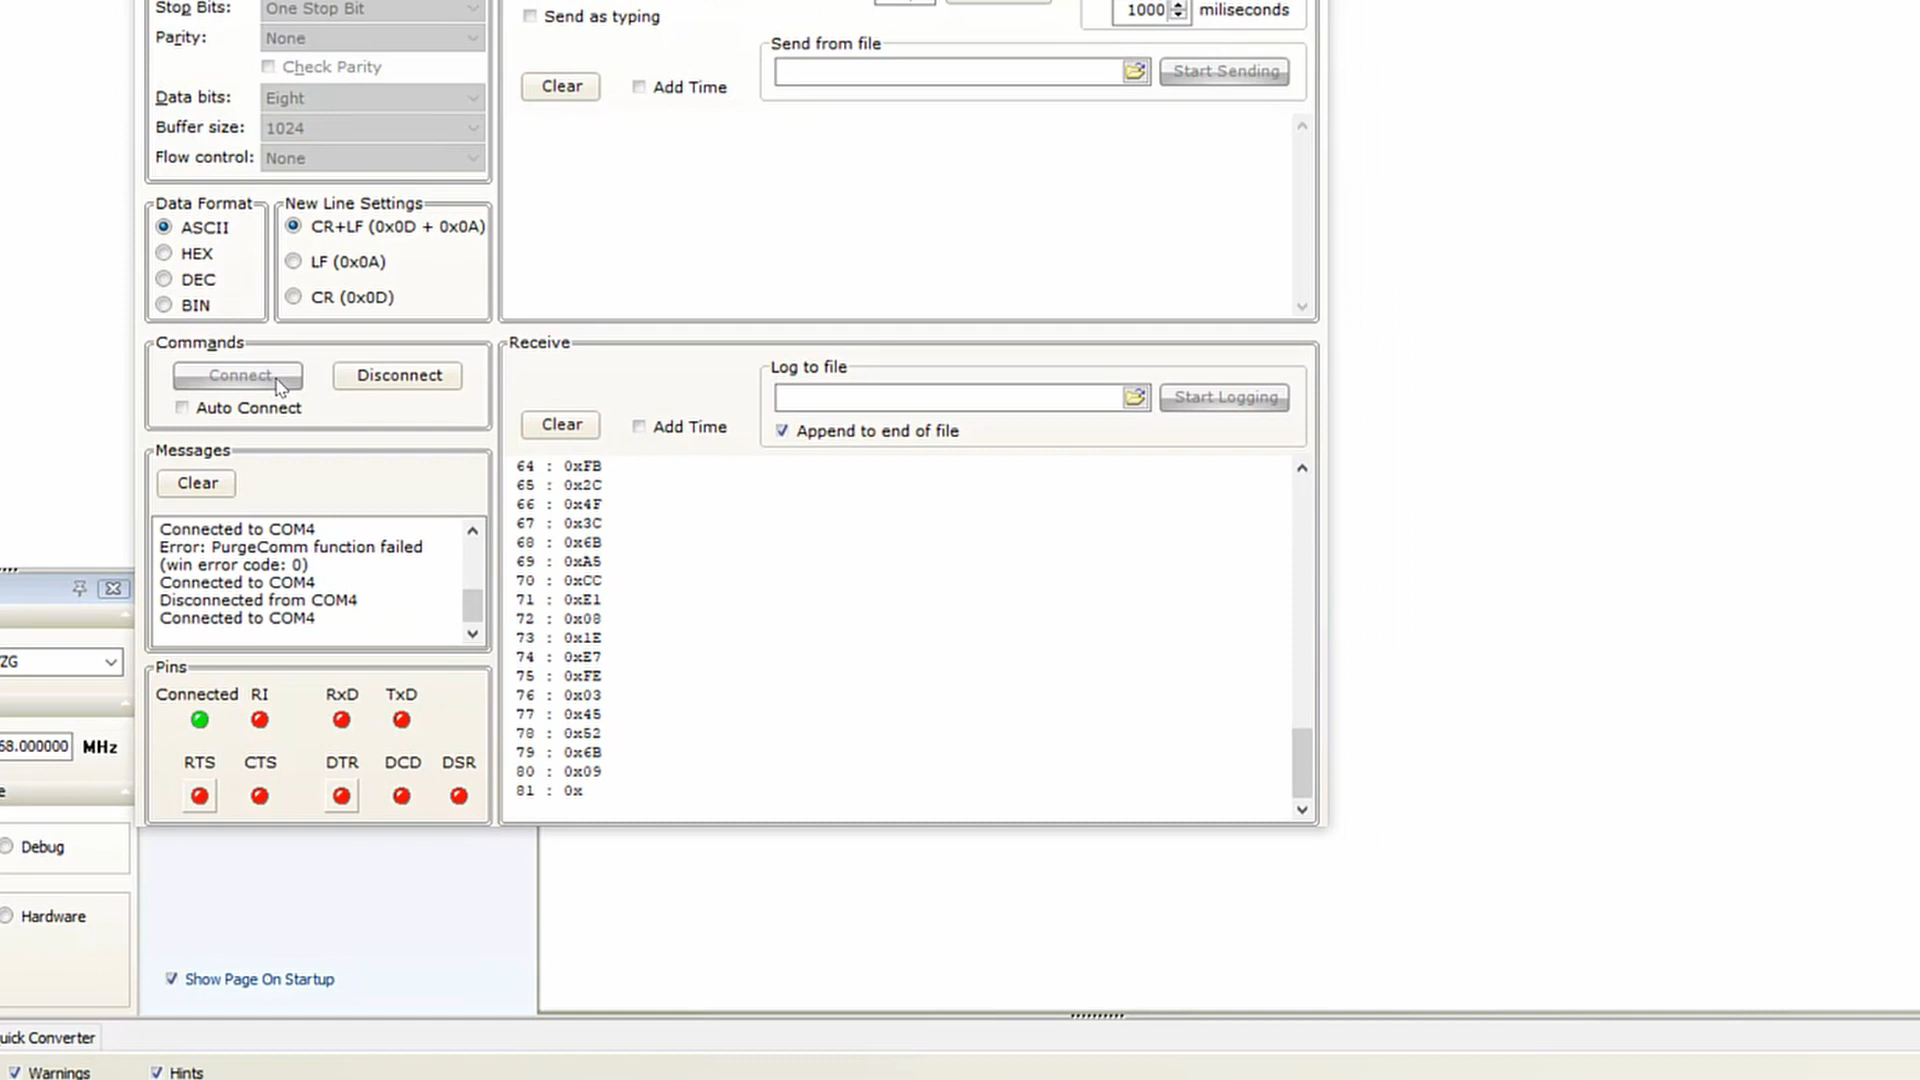 Stop Bits: One Stop Bit
Parity: None
Check Parity
Data bits: Eight
Buffer size: 1024
Flow control: None
Data Format
ASCII
HEX
DEC
BIN
New Line Settings
CR+LF (0x0D + 0x0A)
LF (0x0A)
CR (0x0D)
Commands
Connect
Disconnect
Auto Connect
Messages
Clear
Connected to COM4
Error: PurgeComm function failed
(win error code: 0)
Connected to COM4
Disconnected from COM4
Connected to COM4
Pins
Connected RI RxD TxD
RTS CTS DTR DCD DSR
Send as typing
1000 miliseconds
Send from file
Clear
Add Time
Start Sending
Receive
Log to file
Clear
Add Time
Start Logging
Append to end of file
64 : 0xFB
65 : 0x2C
66 : 0x4F
67 : 0x3C
68 : 0x6B
69 : 0xA5
70 : 0xCC
71 : 0xE1
72 : 0x08
73 : 0x1E
74 : 0xE7
75 : 0xFE
76 : 0x03
77 : 0x45
78 : 0x52
79 : 0x6B
80 : 0x09
81 : 0x
ZG
68.000000 MHz
e
Debug
Hardware
Show Page On Startup
uick Converter
Warnings
Hints